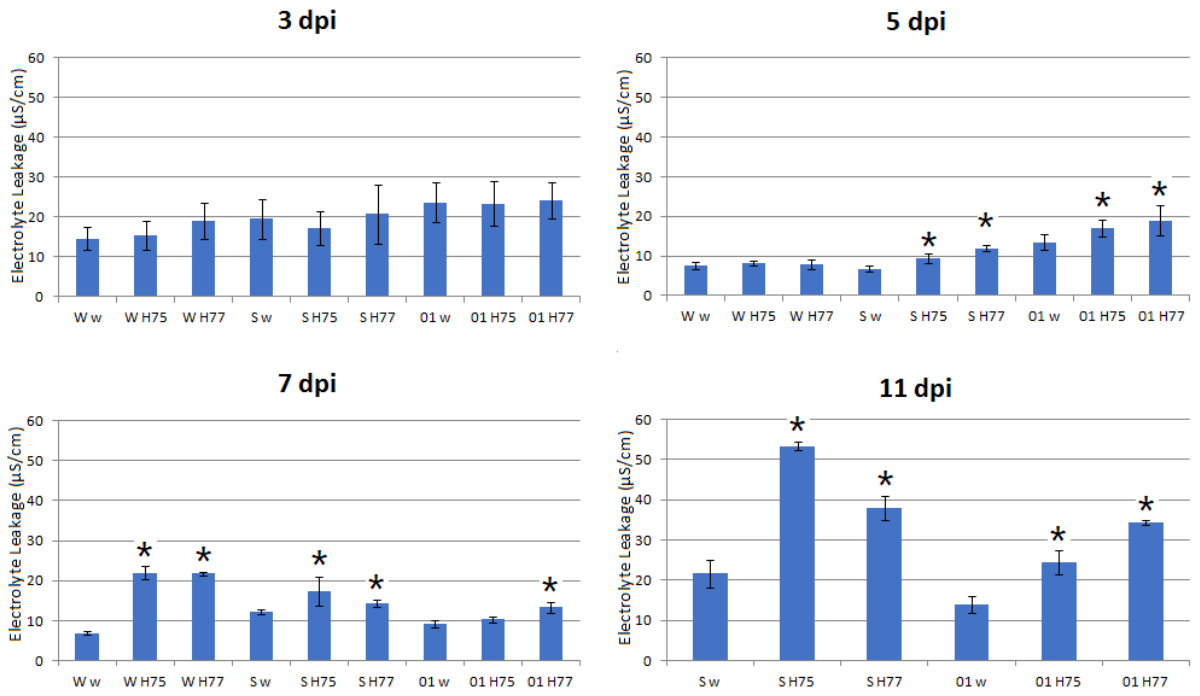 3 dpi
Electrolyte Leakage (µS/cm)
60
50
40
30
20
10
0
W w W H75 W H77 S w S H75 S H77 01 w 01 H75 01 H77
5 dpi
Electrolyte Leakage (µS/cm)
60
50
40
30
20
10
0
* * * *
W w W H75 W H77 S w S H75 S H77 01 w 01 H75 01 H77
7 dpi
Electrolyte Leakage (µS/cm)
60
50
40
30
20
10
0
* * * * *
W w W H75 W H77 S w S H75 S H77 01 w 01 H75 01 H77
11 dpi
Electrolyte Leakage (µS/cm)
60
50
40
30
20
10
0
* * * *
S w S H75 S H77 01 w 01 H75 01 H77